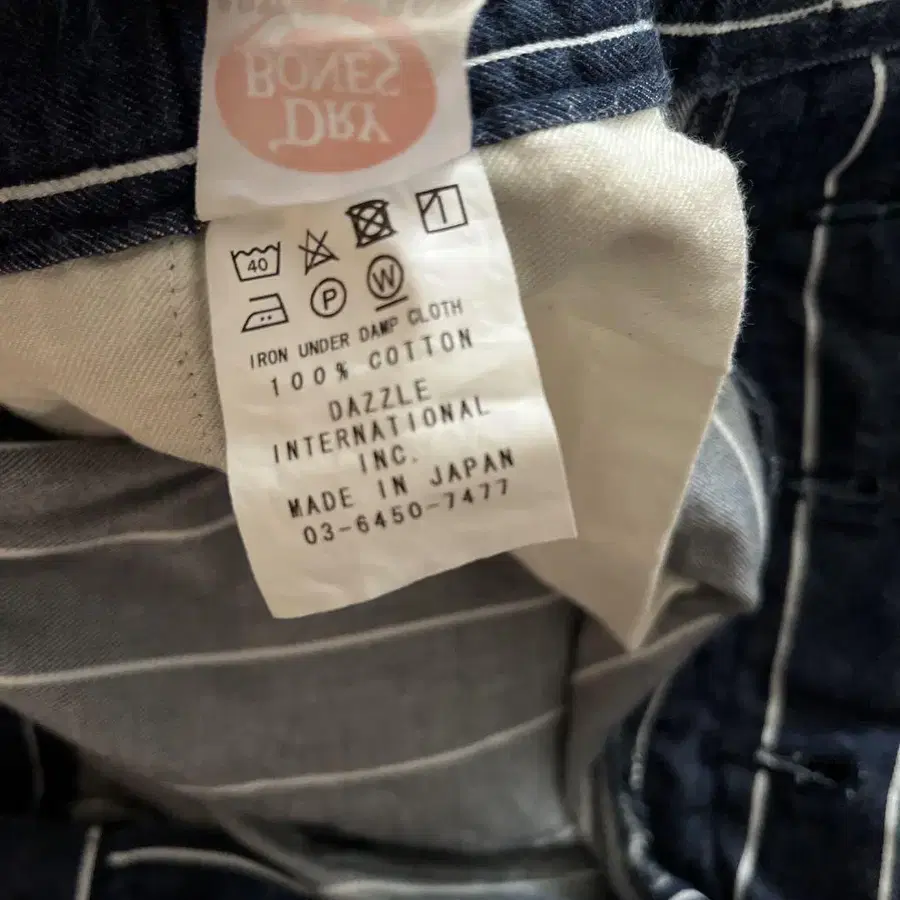 DRY
BONES
40
P
W
IRON UNDER DAMP CLOTH
100% COTTON
DAZZLE
INTERNATIONAL
INC.
MADE IN JAPAN
03-6450-7477